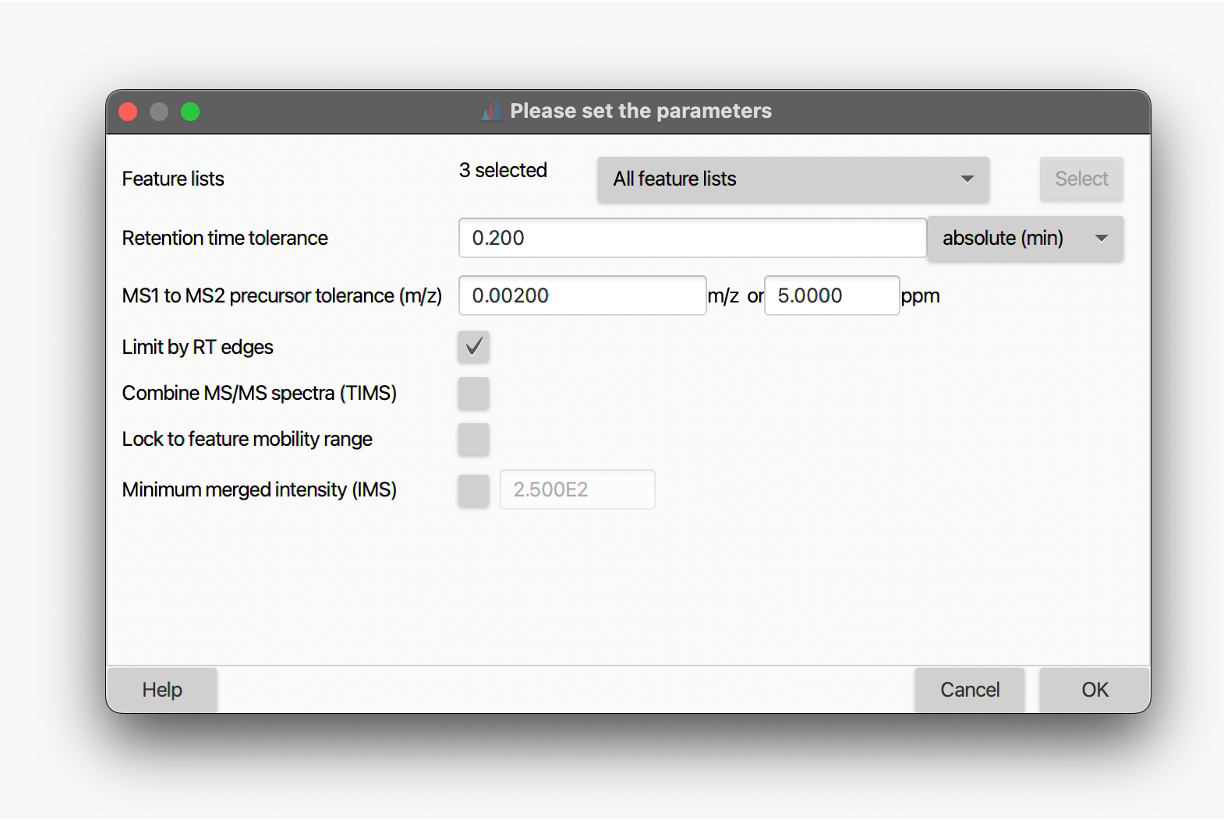 Please set the parameters
Feature lists 3 selected All feature lists Select
Retention time tolerance 0.200 absolute (min)
MS1 to MS2 precursor tolerance (m/z) 0.00200 m/z or 5.0000 ppm
Limit by RT edges
Combine MS/MS spectra (TIMS)
Lock to feature mobility range
Minimum merged intensity (IMS) 2.500E2
Help Cancel OK